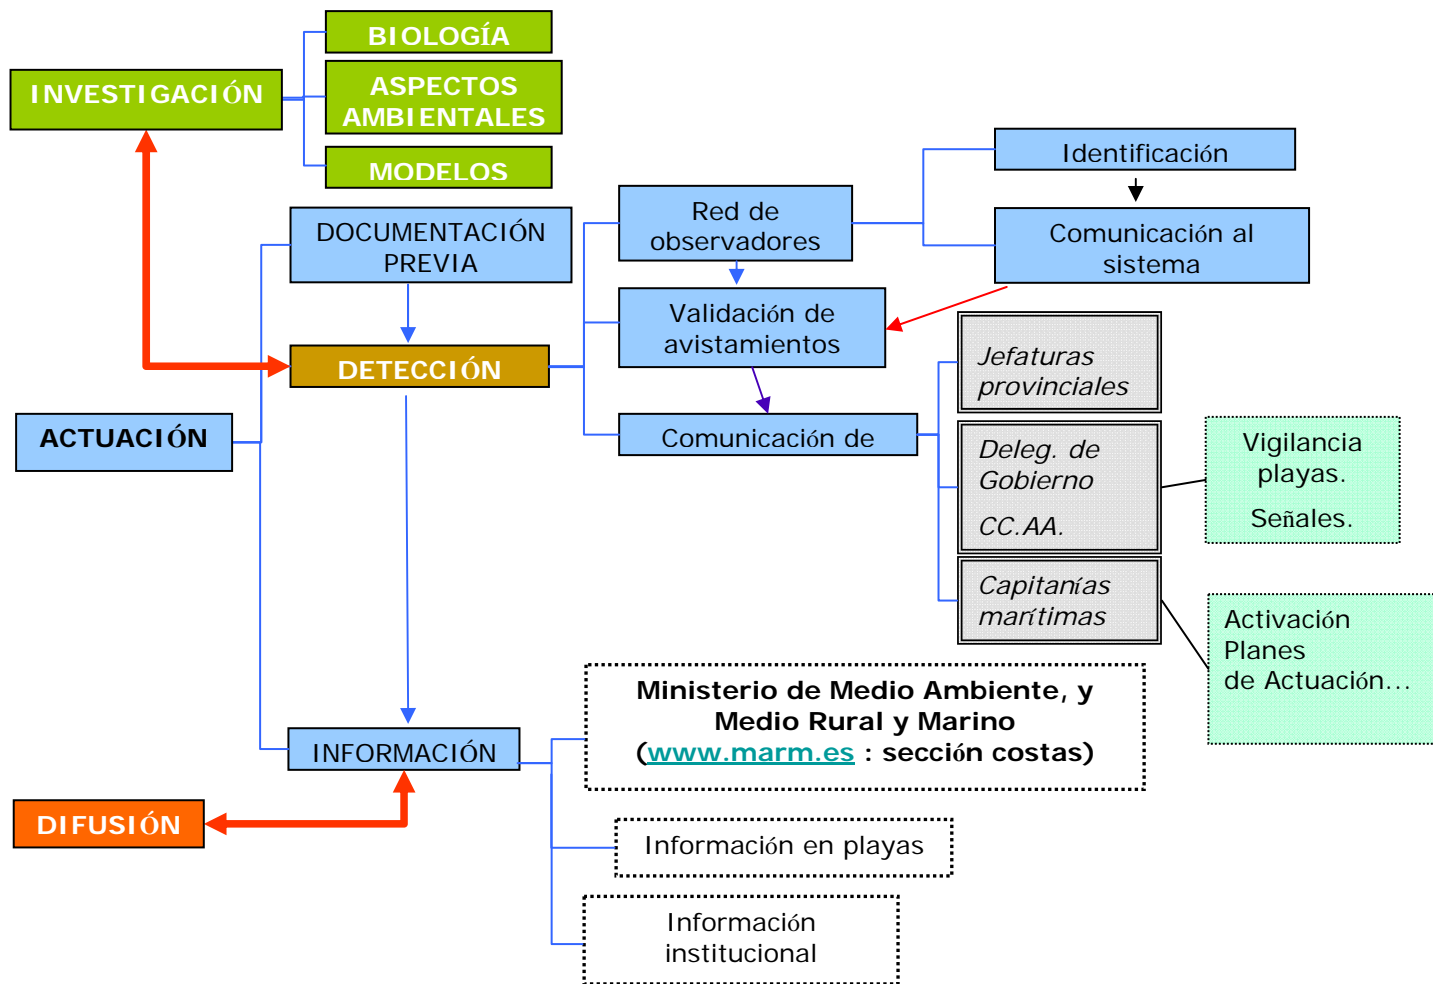 BIOLOGÍA
INVESTIGACIÓN
ASPECTOS
AMBIENTALES
MODELOS
DOCUMENTACIÓN
PREVIA
DETECCIÓN
ACTUACIÓN
Red de
observadores
Validación de
avistamientos
Comunicación de
Identificación
Comunicación al
sistema
Jefaturas
provinciales
Deleg. de
Gobierno
CC.AA.
Capitanías
marítimas
Vigilancia
playas.
Señales.
Activación
Planes
de Actuación...
INFORMACIÓN
DIFUSIÓN
Ministerio de Medio Ambiente, y
Medio Rural y Marino
(www.marm.es : sección costas)
Información en playas
Información
institucional